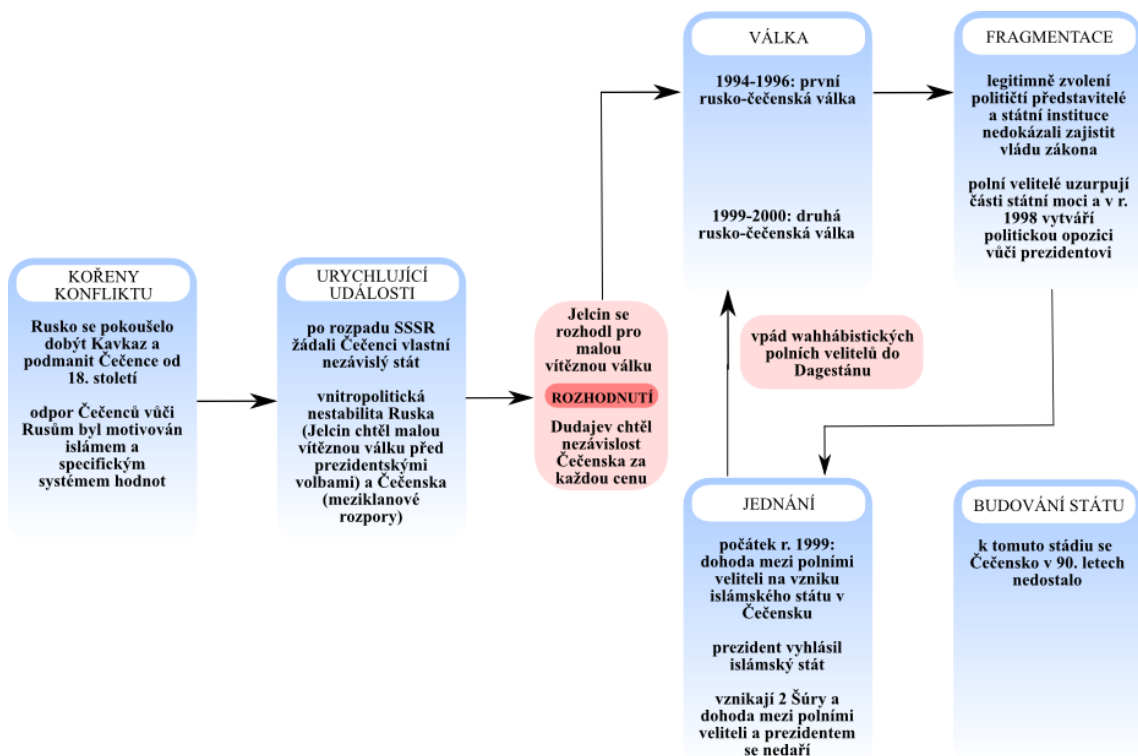 KOŘENY
KONFLIKTU
Rusko se pokoušelo
dobýt Kavkaz a
podmanit Čečence od
18. století
odpor Čečenců vůči
Rusům byl motivován
islámem a
specifickým
systémem hodnot
URYCHLUJÍCÍ
UDÁLOSTI
po rozpadu SSSR
žádali Čečenci vlastní
nezávislý stát
vnitropolitická
nestabilita Ruska
(Jelcin chtěl malou
vítěznou válku před
prezidentskými
volbami) a Čečenska
(meziklanové
rozpory)
Jelcin se
rozhodl pro
malou
vítěznou válku
ROZHODNUTÍ
Dudajev chtěl
nezávislost
Čečenska za
každou cenu
VÁLKA
1994-1996: první
rusko-čečenská válka
1999-2000: druhá
rusko-čečenská válka
FRAGMENTACE
legitimně zvolení
političtí představitelé
a státní instituce
nedokázali zajistit
vládu zákona
polní velitelé uzurpují
části státní moci a v r.
1998 vytváří
politickou opozici
vůči prezidentovi
vpád wahhábistických
polních velitelů do
Dagestánu
JEDNÁNÍ
počátek r. 1999:
dohoda mezi polními
veliteli na vzniku
islámského státu v
Čečensku
prezident vyhlásil
islámský stát
vznikají 2 Šúry a
dohoda mezi polními
veliteli a prezidentem
se nedaří
BUDOVÁNÍ STÁTU
k tomuto stádiu se
Čečensko v 90. letech
nedostalo